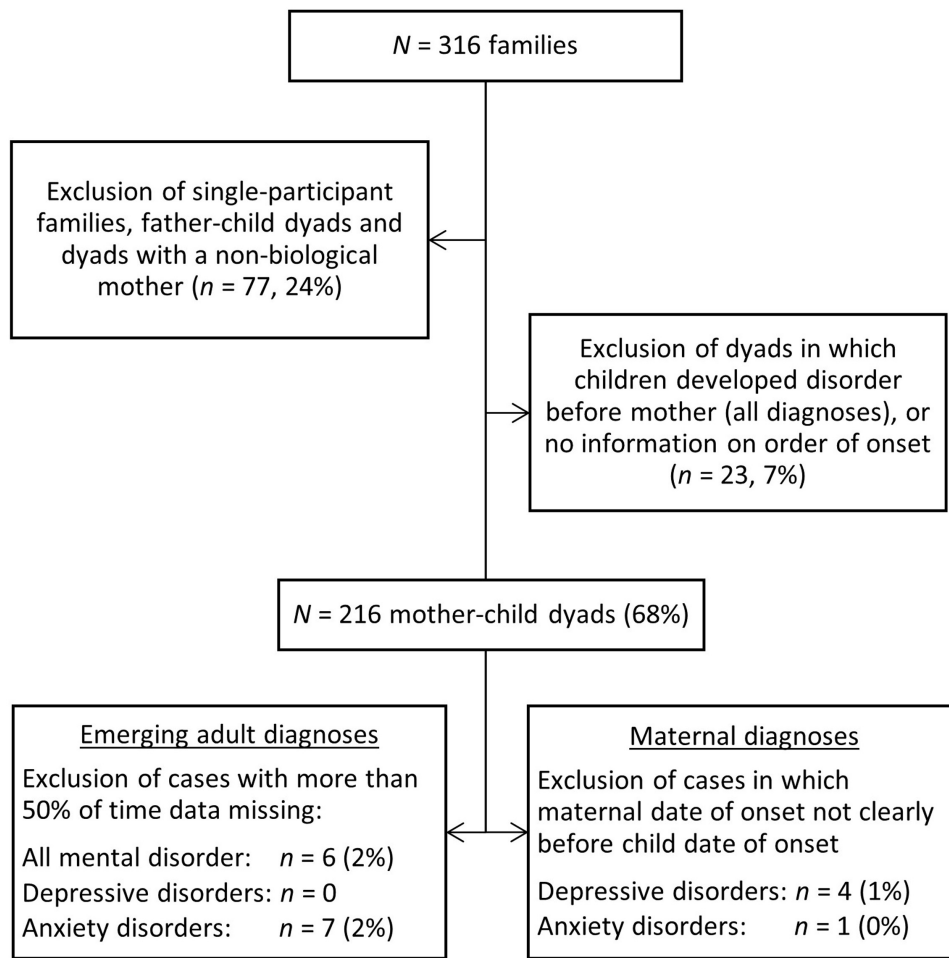 N = 316 families
Exclusion of single-participant
families, father-child dyads and
dyads with a non-biological
mother (n = 77, 24%)
Exclusion of dyads in which
children developed disorder
before mother (all diagnoses), or
no information on order of onset
(n = 23, 7%)
N = 216 mother-child dyads (68%)
Emerging adult diagnoses
Exclusion of cases with more than
50% of time data missing:
All mental disorder: n = 6 (2%)
Depressive disorders: n = 0
Anxiety disorders: n = 7 (2%)
Maternal diagnoses
Exclusion of cases in which
maternal date of onset not clearly
before child date of onset
Depressive disorders: n = 4 (1%)
Anxiety disorders: n = 1 (0%)